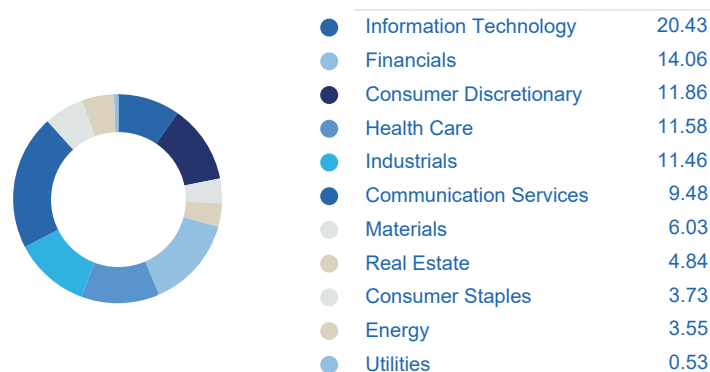 Information Technology 20.43
Financials 14.06
Consumer Discretionary 11.86
Health Care 11.58
Industrials 11.46
Communication Services 9.48
Materials 6.03
Real Estate 4.84
Consumer Staples 3.73
Energy 3.55
Utilities 0.53